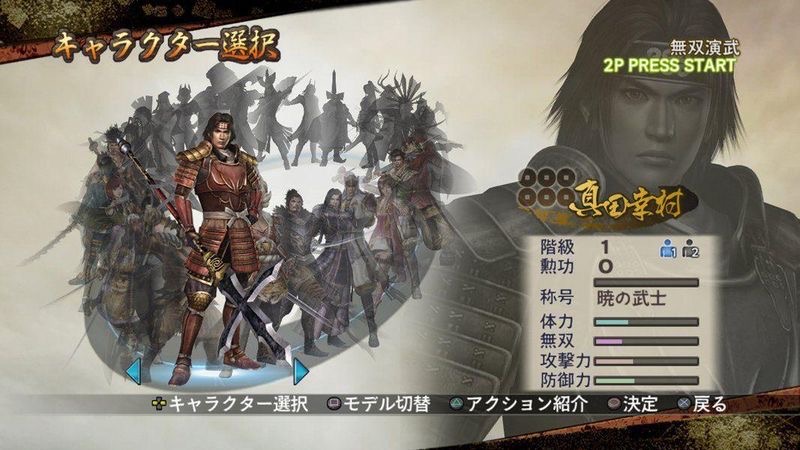 キャラクター選択
無双演武
2P PRESS START
真田幸村
階級 1 1 2
勲功 0
称号 暁の武士
体力
無双
攻撃力
防御力
キャラクター選択 モデル切替 アクション紹介 決定 戻る